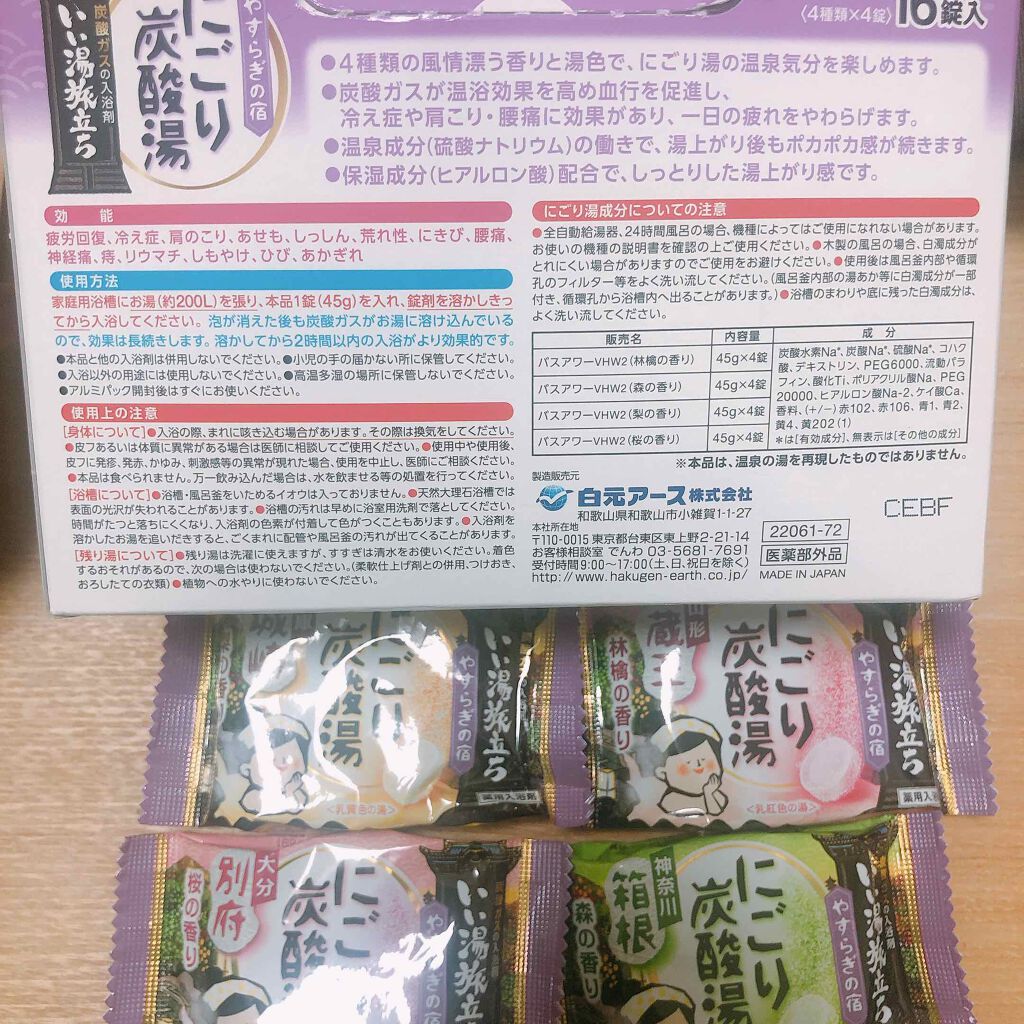 炭酸ガスの入浴剤
いい湯旅立ち
にごり
炭酸湯
やすらぎの宿
〈4種類×4錠〉16錠入
●4種類の風情漂う香りと湯色で、にごり湯の温泉気分を楽しめます。
●炭酸ガスが温浴効果を高め血行を促進し、
冷え症や肩こり・腰痛に効果があり、一日の疲れをやわらげます。
●温泉成分(硫酸ナトリウム)の働きで、湯上がり後もポカポカ感が続きます。
●保湿成分(ヒアルロン酸)配合で、しっとりした湯上がり感です。
効 能
疲労回復、冷え症、肩のこり、あせも、しっしん、荒れ性、にきび、腰痛、
神経痛、痔、リウマチ、しもやけ、ひび、あかぎれ
使用方法
家庭用浴槽にお湯(約200L)を張り、本品1錠(45g)を入れ、錠剤を溶かしきっ
てから入浴してください。泡が消えた後も炭酸ガスがお湯に溶け込んでいる
ので、効果は長続きします。溶かしてから2時間以内の入浴がより効果的です。
●本品と他の入浴剤は併用しないでください。●小児の手の届かない所に保管してください。
●入浴以外の用途には使用しないでください。●高温多湿の場所に保管しないでください。
●アルミパック開封後はすぐにお使いください。
使用上の注意
[身体について]●入浴の際、まれに咳き込む場合があります。その際は換気をしてください。
●皮フあるいは体質に異常がある場合は医師に相談してご使用ください。●使用中や使用後、
皮フに発疹、発赤、かゆみ、刺激感等の異常が現れた場合、使用を中止し、医師にご相談ください。
●本品は食べられません。万一飲み込んだ場合は、水を飲ませる等の処置を行ってください。
[浴槽について]●浴槽・風呂釜をいためるイオウは入っておりません。●天然大理石浴槽では
表面の光沢が失われることがあります。●浴槽の汚れは早めに浴室用洗剤で落としてください。
時間がたつと落ちにくくなり、入浴剤の色素が付着して色がつくこともあります。●入浴剤を
溶かしたお湯を追いだきすると、ごくまれに配管や風呂釜の汚れが出てくることがあります。
[残り湯について]●残り湯は洗濯に使えますが、すすぎは清水をお使いください。着色
するおそれがあるので、次の場合は使わないでください。(柔軟仕上げ剤との併用、つけおき、
おろしたての衣類)●植物への水やりに使わないでください。
にごり湯成分についての注意
●全自動給湯器、24時間風呂の場合、機種によってはご使用になれない場合があります。
お使いの機種の説明書を確認の上ご使用ください。●木製の風呂の場合、白濁成分が
とれにくい場合がありますのでご使用をお避けください。●使用後は風呂釜内部や循環
孔のフィルター等をよく洗い流してください。(風呂釜内部の湯あか等に白濁成分が一部
付き、循環孔から浴槽内へ出ることがあります。)●浴槽のまわりや底に残った白濁成分は、
よく洗い流してください。
販売名 内容量 成 分
バスアワーVHW2(林檎の香り) 45g×4錠
バスアワーVHW2(森の香り) 45g×4錠
バスアワーVHW2(梨の香り) 45g×4錠
バスアワーVHW2(桜の香り) 45g×4錠
炭酸水素Na*、炭酸Na*、硫酸Na*、コハク
酸、デキストリン、PEG6000、流動パラ
フィン、酸化Ti、ポリアクリル酸Na、PEG
20000、ヒアルロン酸Na-2、ケイ酸Ca、
香料、(+/-)赤102、赤106、青1、青2、
黄4、黄202(1)
*は[有効成分]、無表示は[その他の成分]
※本品は、温泉の湯を再現したものではありません。
製造販売元
白元アース株式会社
和歌山県和歌山市小雑賀1-1-27
本社所在地
〒110-0015 東京都台東区東上野2-21-14
お客様相談室 でんわ 03-5681-7691
受付時間9:00〜17:00(土、日、祝日を除く)
http://www.hakugen-earth.co.jp/
CEBF
22061-72
医薬部外品
MADE IN JAPAN
の香り
にごり
炭酸湯
やすらぎの宿
いい湯旅立ち
〈乳黄色の湯〉
薬用入浴剤
山形
蔵王
林檎の香り
にごり
炭酸湯
やすらぎの宿
いい湯旅立ち
〈乳紅色の湯〉
薬用入浴
大分
別府
桜の香り
にごり
炭酸湯
やすらぎの宿
いい湯旅立ち
神奈川
箱根
森の香り
にごり
炭酸湯
やすらぎの宿
の入浴剤
いい湯旅立ち